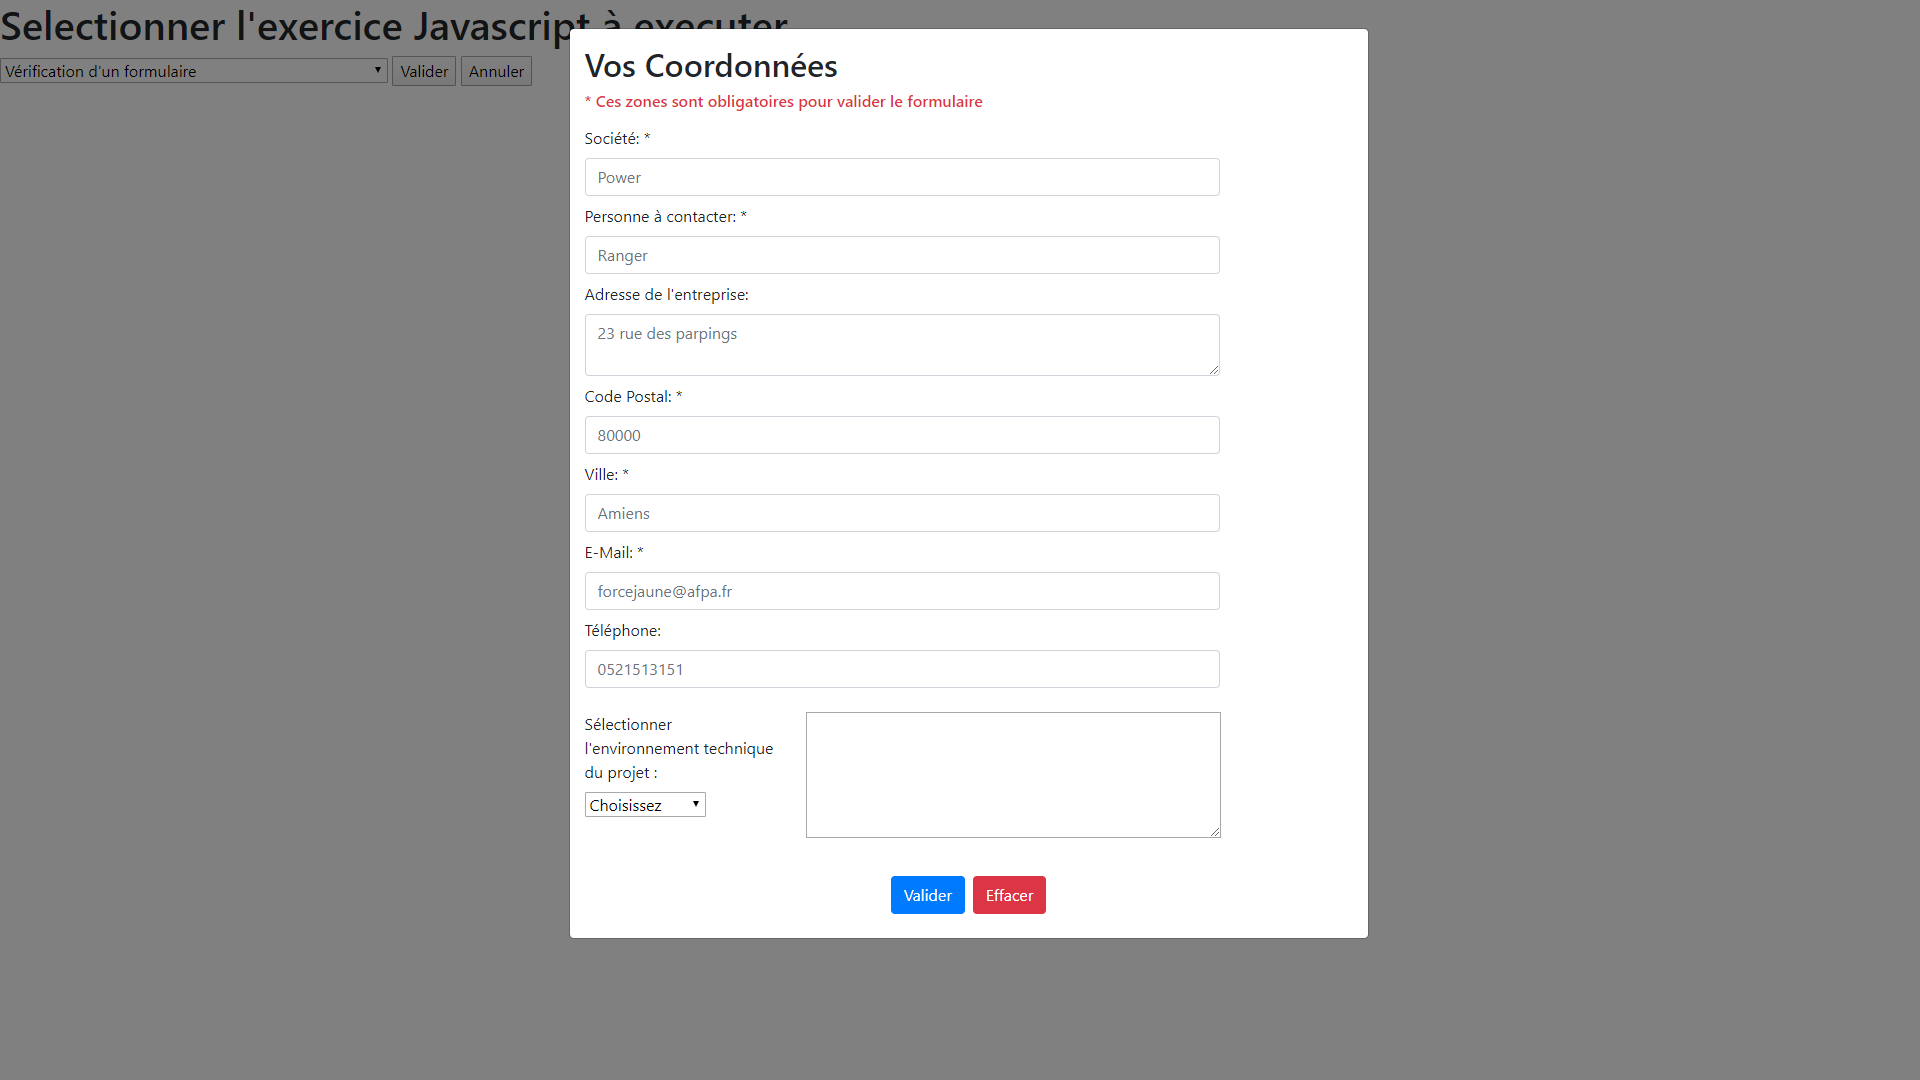 Selectionner l'exercice Javascript à executer
Vérification d'un formulaire
Valider
Annuler
Vos Coordonnées
* Ces zones sont obligatoires pour valider le formulaire
Société: *
Power
Personne à contacter: *
Ranger
Adresse de l'entreprise:
23 rue des parpings
Code Postal: *
80000
Ville: *
Amiens
E-Mail: *
forcejaune@afpa.fr
Téléphone:
0521513151
Sélectionner
l'environnement technique
du projet :
Choisissez
Valider
Effacer